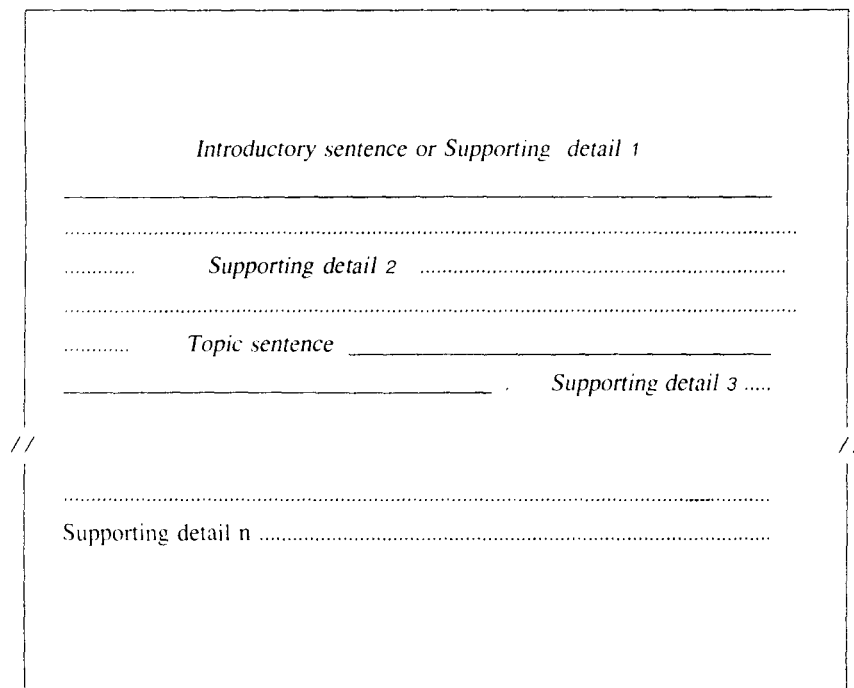 Introductory sentence or Supporting detail 1
Supporting detail 2
Topic sentence
. Supporting detail 3
Supporting detail n